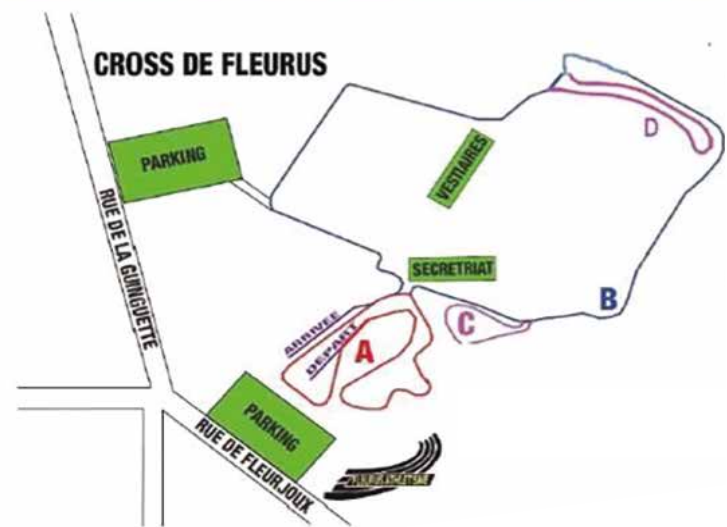 CROSS DE FLEURUS
PARKING
VESTIAIRES
D
RUE DE LA GUINGUETTE
SECRETRIAT
B
ARRIVEE
DEPART
A
C
PARKING
RUE DE FLEURJOUX